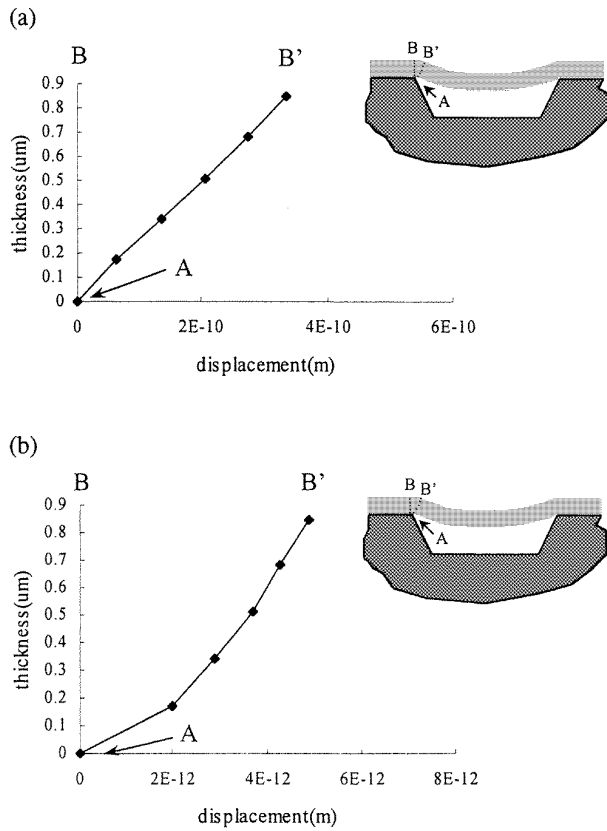 (a)
B
B'
thickness(um)
0.9
0.8
0.7
0.6
0.5
0.4
0.3
0.2
0.1
0
A
0 2E-10 4E-10 6E-10
displacement(m)
B B'
A
(b)
B
B'
thickness(um)
0.9
0.8
0.7
0.6
0.5
0.4
0.3
0.2
0.1
0
A
0 2E-12 4E-12 6E-12 8E-12
displacement(m)
B B'
A